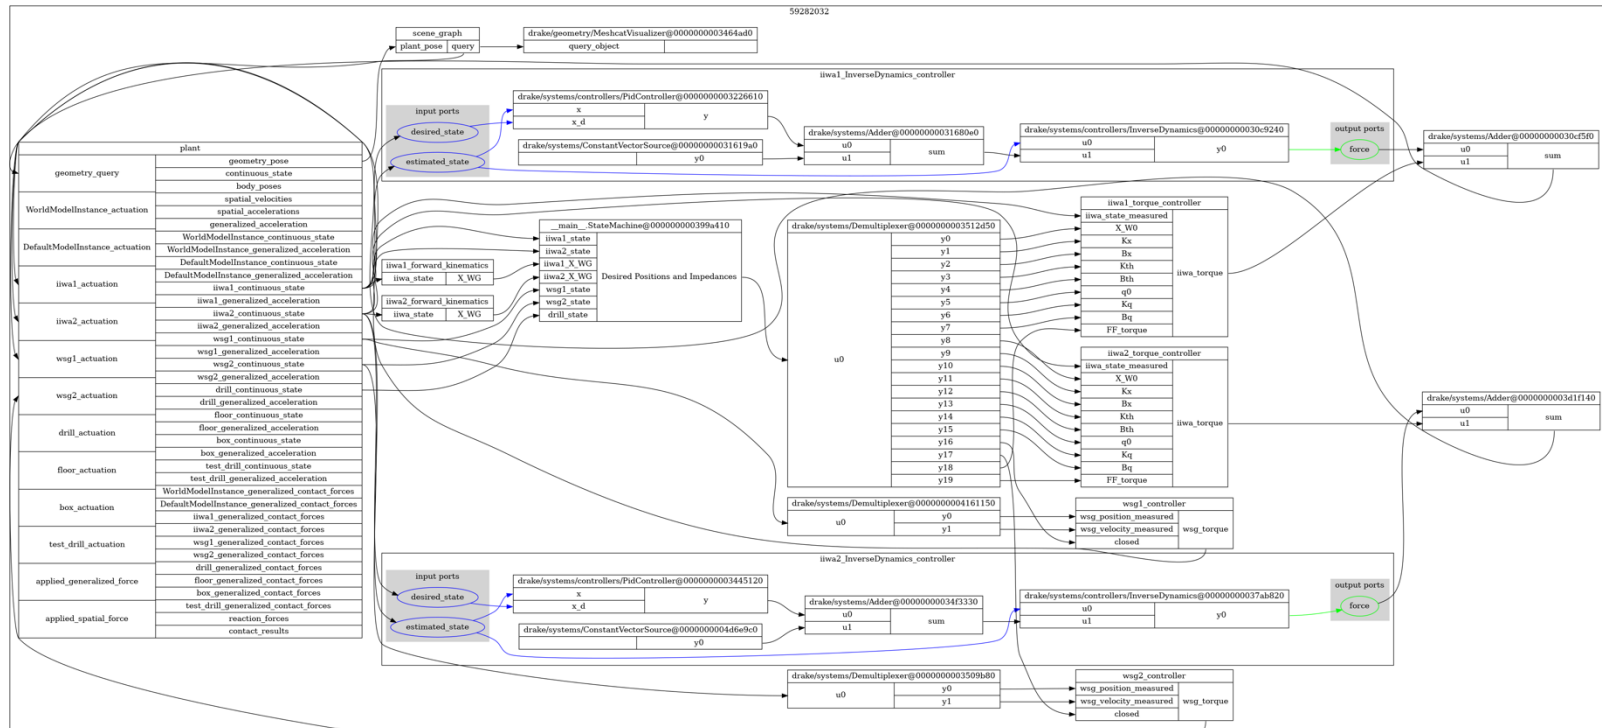 59282032
scene_graph
plant_pose query
drake/geometry/MeshcatVisualizer@0000000003464ad0
query_object
iiwa1_InverseDynamics_controller
input ports
desired_state
estimated_state
drake/systems/controllers/PidController@0000000003226610
x
x_d
y
drake/systems/ConstantVectorSource@00000000031619a0
y0
drake/systems/Adder@00000000031680e0
u0
u1
sum
drake/systems/controllers/InverseDynamics@00000000030c9240
u0
u1
y0
output ports
force
drake/systems/Adder@00000000030cf5f0
u0
u1
sum
plant
geometry_query
WorldModelInstance_actuation
DefaultModelInstance_actuation
iiwa1_actuation
iiwa2_actuation
wsg1_actuation
wsg2_actuation
drill_actuation
floor_actuation
box_actuation
test_drill_actuation
applied_generalized_force
applied_spatial_force
geometry_pose
continuous_state
body_poses
spatial_velocities
spatial_accelerations
generalized_acceleration
WorldModelInstance_continuous_state
WorldModelInstance_generalized_acceleration
DefaultModelInstance_continuous_state
DefaultModelInstance_generalized_acceleration
iiwa1_continuous_state
iiwa1_generalized_acceleration
iiwa2_continuous_state
iiwa2_generalized_acceleration
wsg1_continuous_state
wsg1_generalized_acceleration
wsg2_continuous_state
wsg2_generalized_acceleration
drill_continuous_state
drill_generalized_acceleration
floor_continuous_state
floor_generalized_acceleration
box_continuous_state
box_generalized_acceleration
test_drill_continuous_state
test_drill_generalized_acceleration
WorldModelInstance_generalized_contact_forces
DefaultModelInstance_generalized_contact_forces
iiwa1_generalized_contact_forces
iiwa2_generalized_contact_forces
wsg1_generalized_contact_forces
wsg2_generalized_contact_forces
drill_generalized_contact_forces
floor_generalized_contact_forces
box_generalized_contact_forces
test_drill_generalized_contact_forces
reaction_forces
contact_results
iiwa1_forward_kinematics
iiwa_state X_WG
iiwa2_forward_kinematics
iiwa_state X_WG
__main__.StateMachine@000000000399a410
iiwa1_state
iiwa2_state
iiwa1_X_WG
iiwa2_X_WG
wsg1_state
wsg2_state
drill_state
Desired Positions and Impedances
drake/systems/Demultiplexer@0000000003512d50
u0
y0
y1
y2
y3
y4
y5
y6
y7
y8
y9
y10
y11
y12
y13
y14
y15
y16
y17
y18
y19
iiwa1_torque_controller
iiwa_state_measured
X_W0
Kx
Bx
Kth
Bth
q0
Kq
Bq
FF_torque
iiwa_torque
iiwa2_torque_controller
iiwa_state_measured
X_W0
Kx
Bx
Kth
Bth
q0
Kq
Bq
FF_torque
iiwa_torque
drake/systems/Adder@0000000003d1f140
u0
u1
sum
drake/systems/Demultiplexer@0000000004161150
u0
y0
y1
wsg1_controller
wsg_position_measured
wsg_velocity_measured
closed
wsg_torque
iiwa2_InverseDynamics_controller
input ports
desired_state
estimated_state
drake/systems/controllers/PidController@0000000003445120
x
x_d
y
drake/systems/ConstantVectorSource@0000000004d6e9c0
y0
drake/systems/Adder@00000000034f3330
u0
u1
sum
drake/systems/controllers/InverseDynamics@00000000037ab820
u0
u1
y0
output ports
force
drake/systems/Demultiplexer@0000000003509b80
u0
y0
y1
wsg2_controller
wsg_position_measured
wsg_velocity_measured
closed
wsg_torque